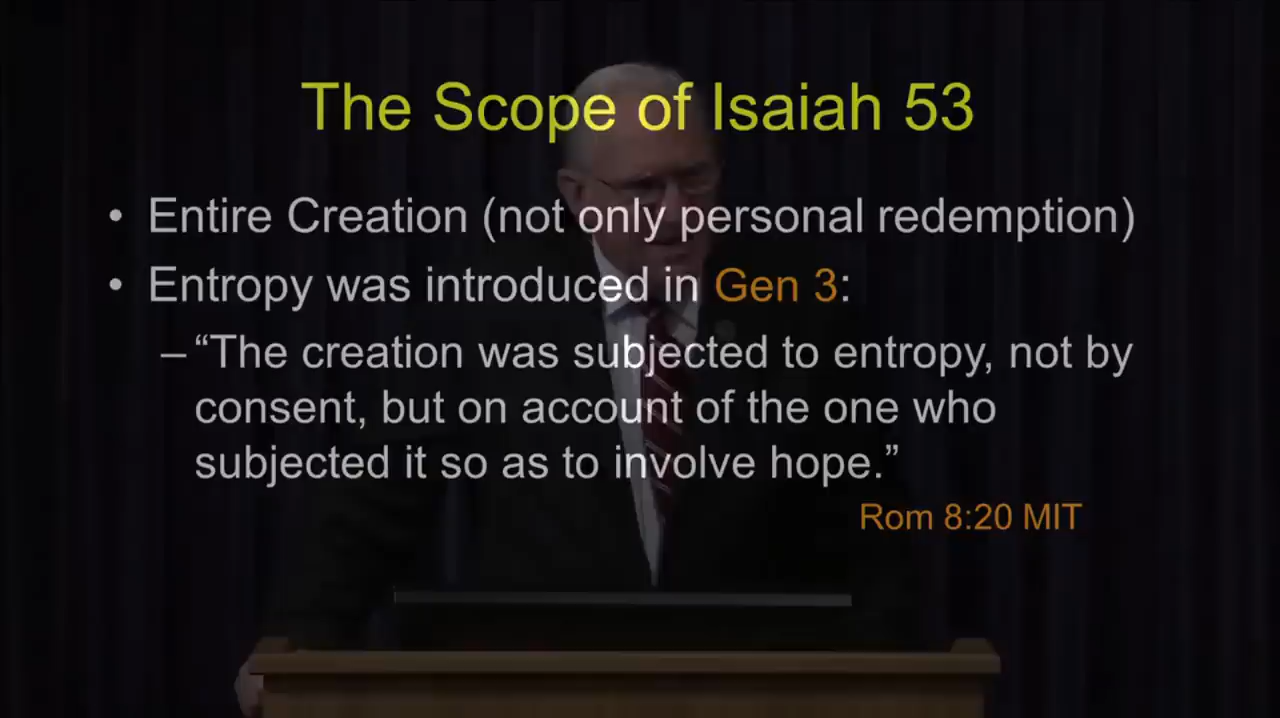 The Scope of Isaiah 53
• Entire Creation (not only personal redemption)
• Entropy was introduced in Gen 3:
– “The creation was subjected to entropy, not by
consent, but on account of the one who
subjected it so as to involve hope.”
Rom 8:20 MIT